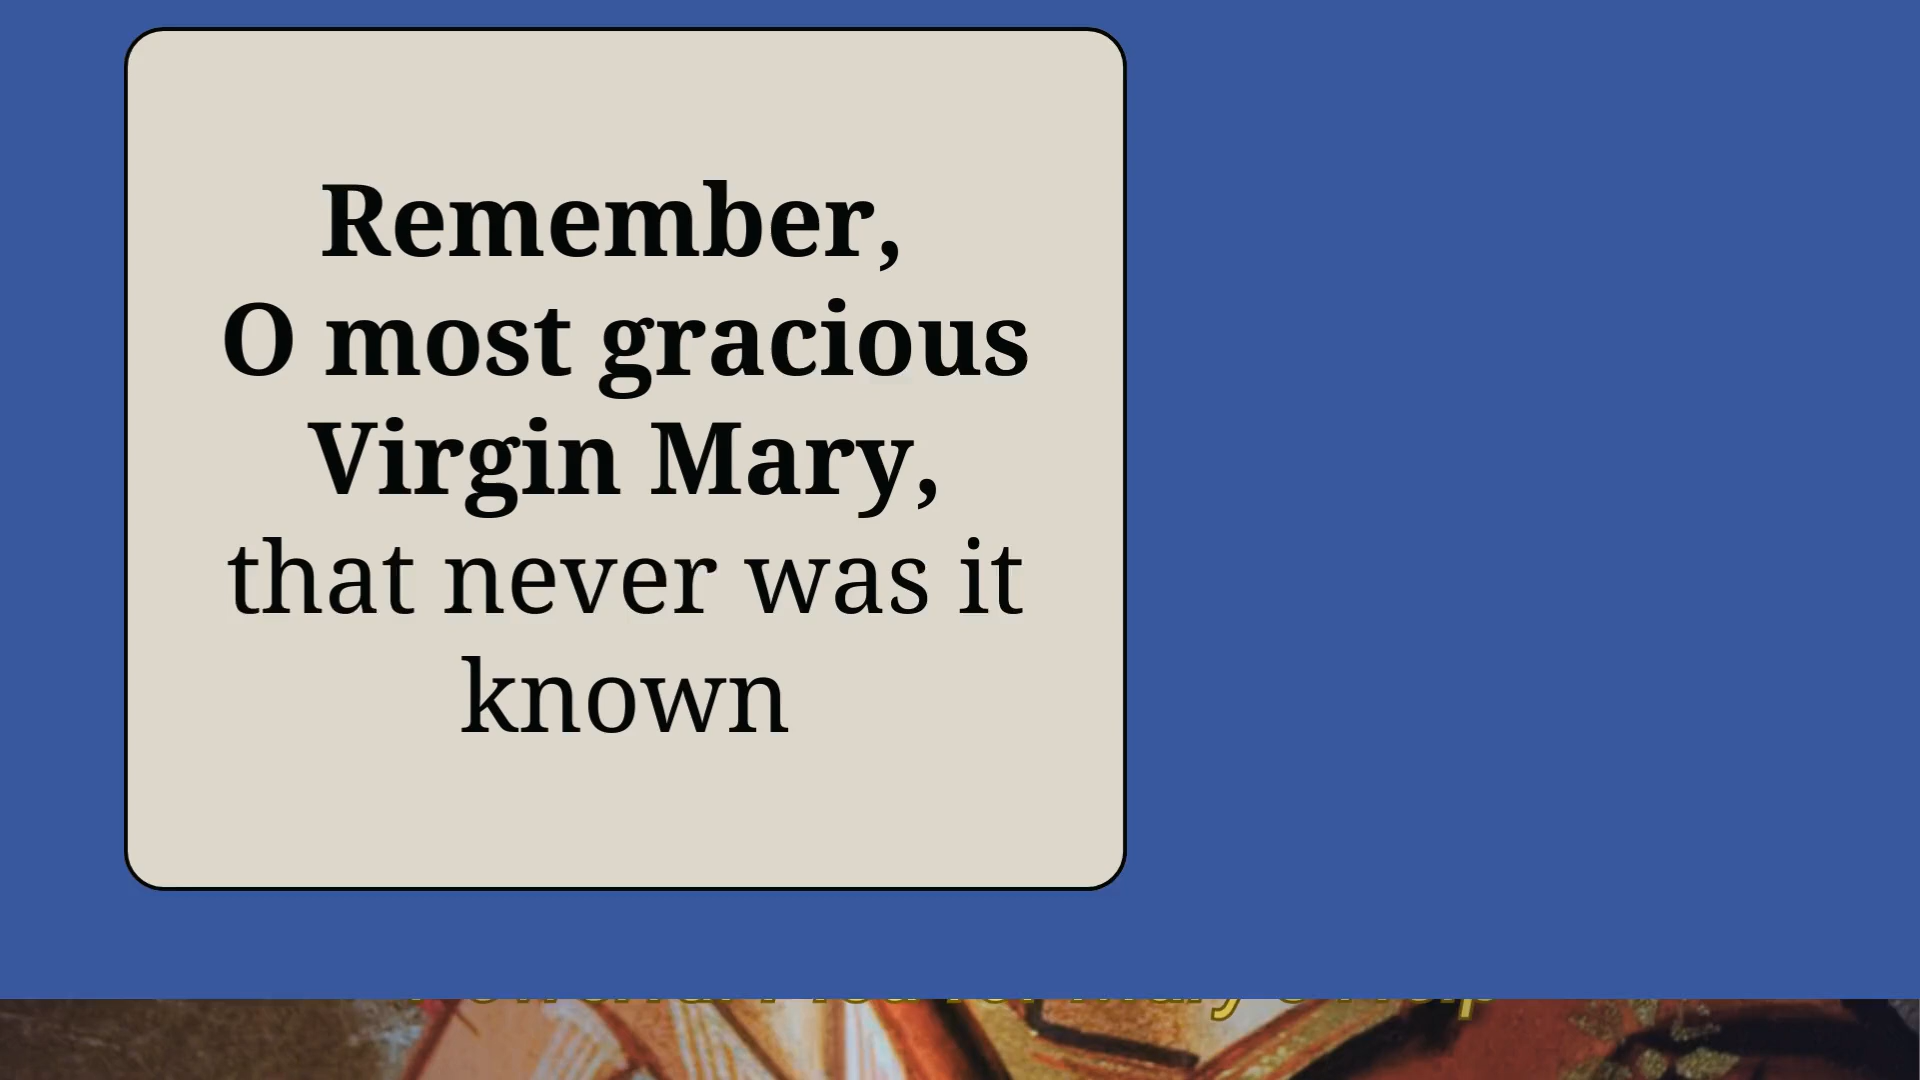 Remember,
O most gracious
Virgin Mary,
that never was it
known